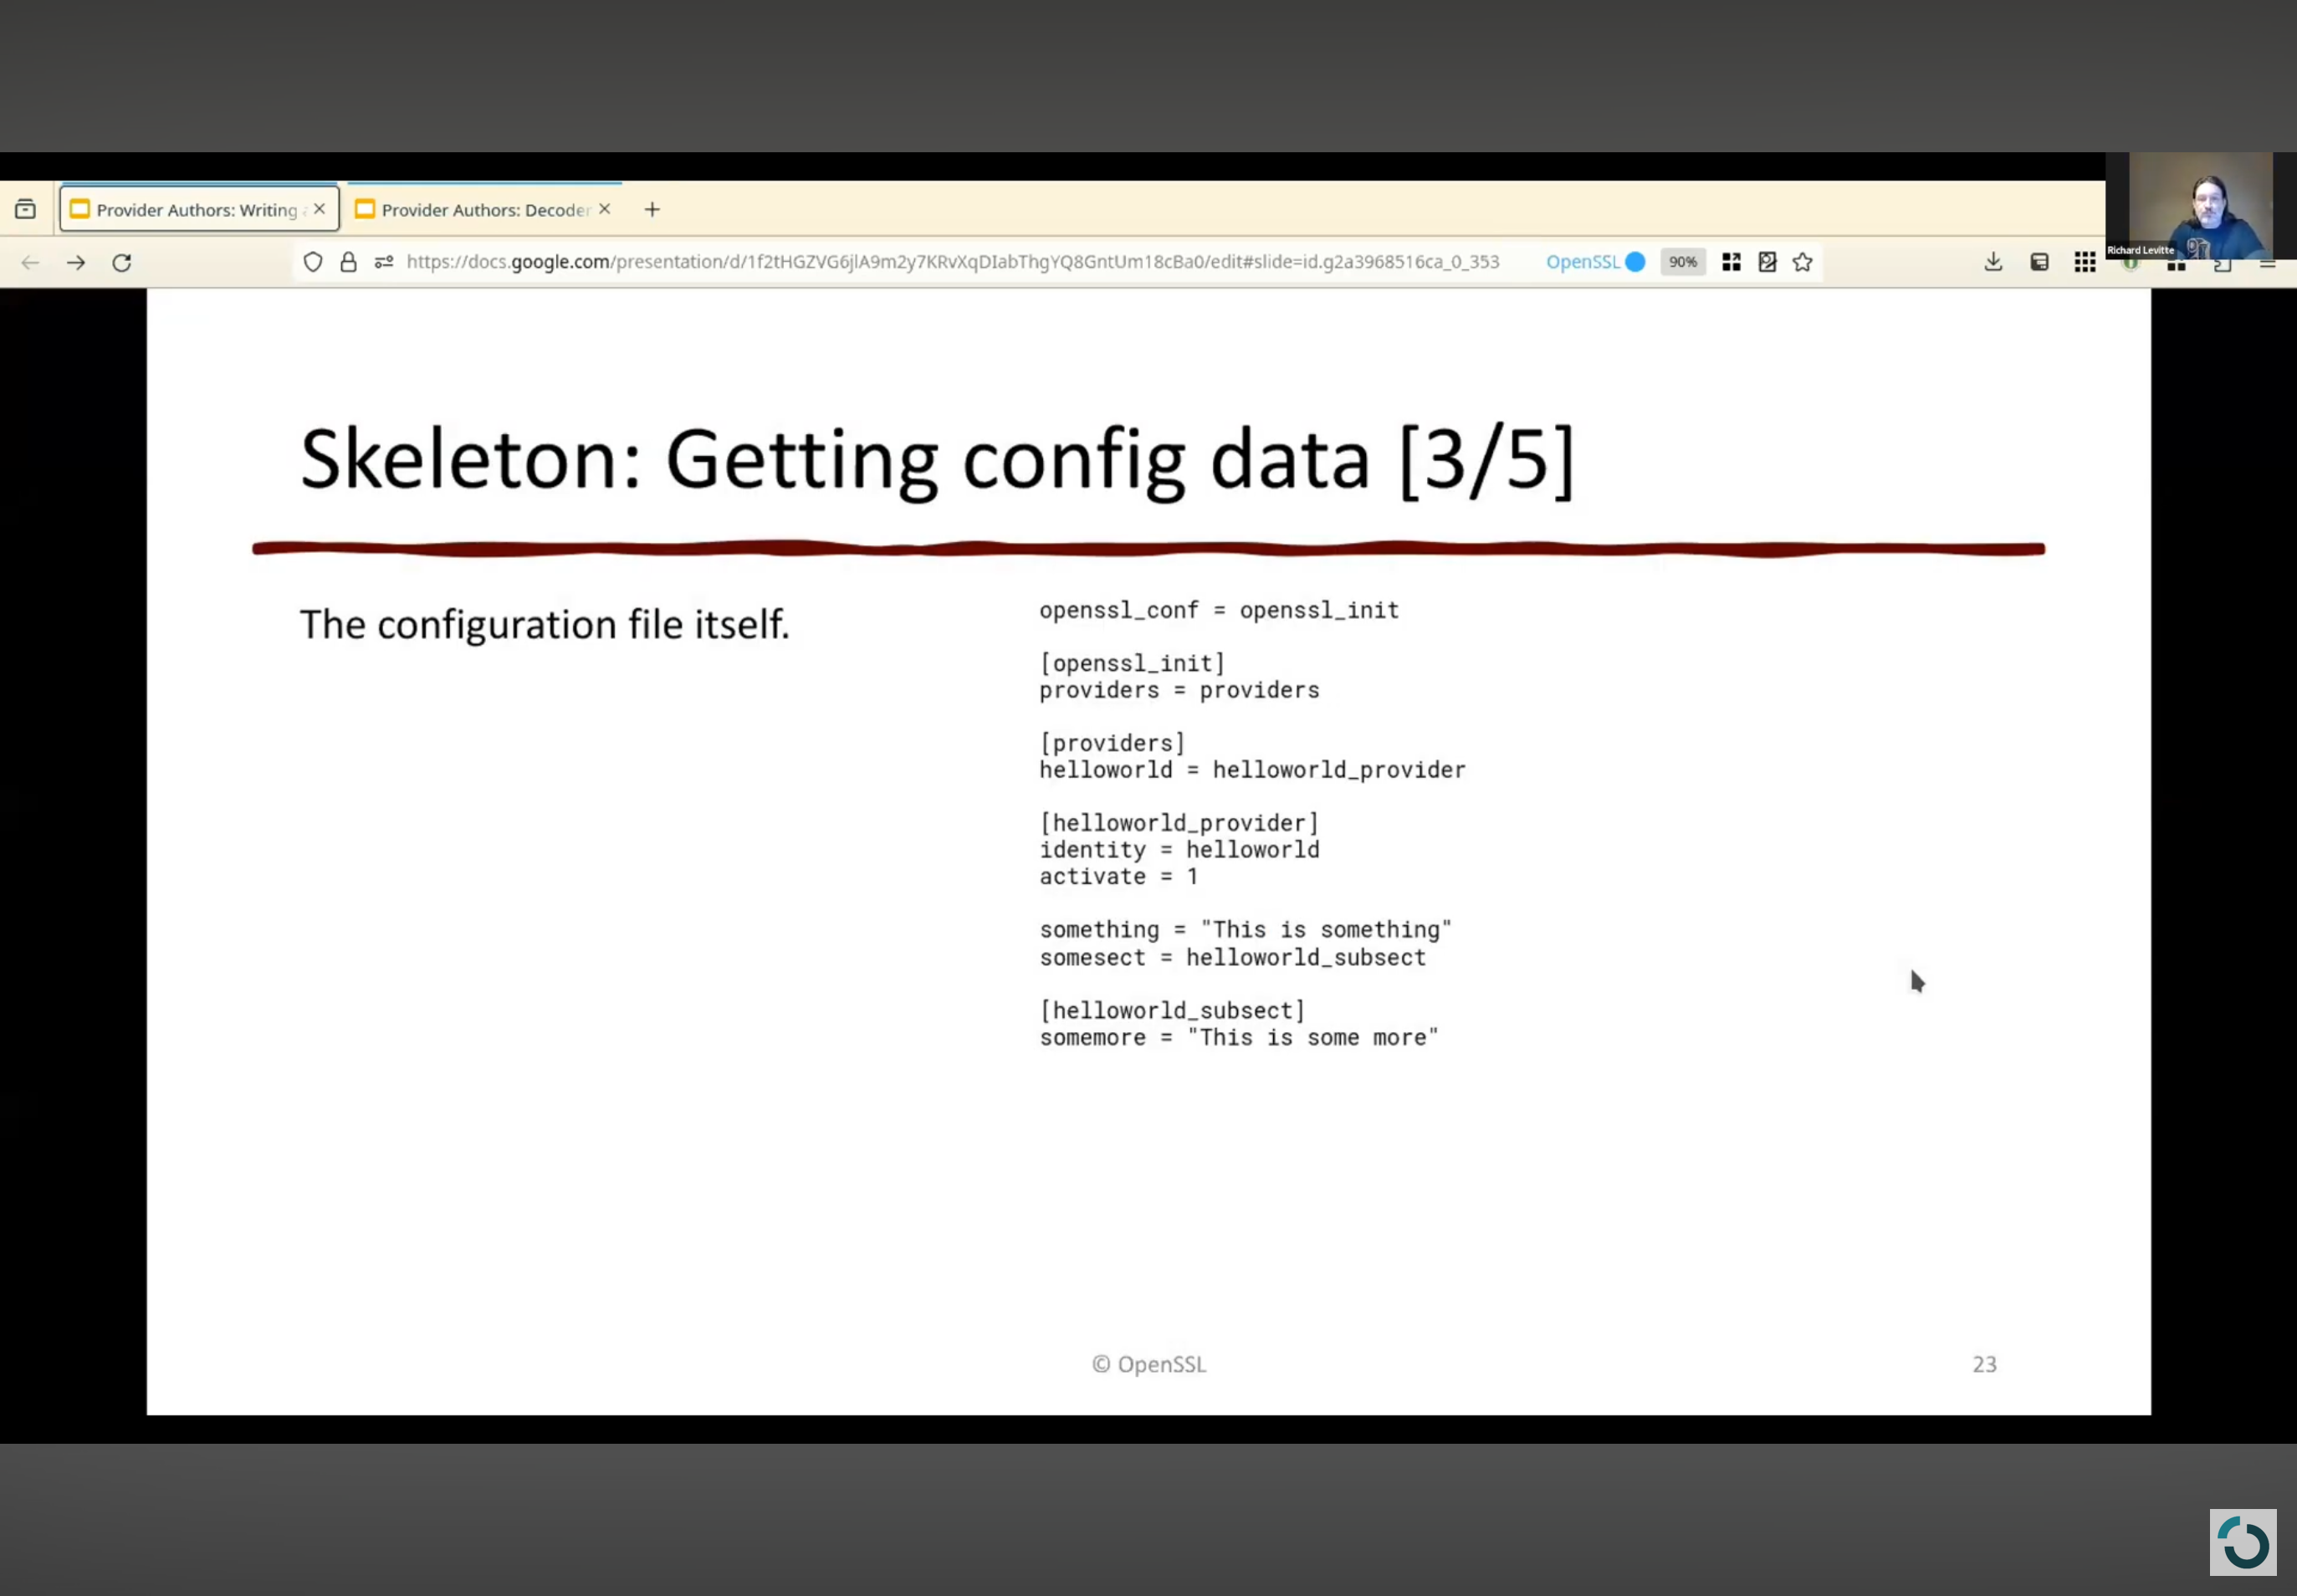 Provider Authors: Writing
Provider Authors: Decoder
https://docs.google.com/presentation/d/1f2tHGZVG6jlA9m2y7KRvXqDIabThgYQ8GntUm18cBa0/edit#slide=id.g2a3968516ca_0_353
OpenSSL
90%
Richard Levitte
Skeleton: Getting config data [3/5]
The configuration file itself.
openssl_conf = openssl_init
[openssl_init]
providers = providers
[providers]
helloworld = helloworld_provider
[helloworld_provider]
identity = helloworld
activate = 1
something = "This is something"
somesect = helloworld_subsect
[helloworld_subsect]
somemore = "This is some more"
© OpenSSL
23